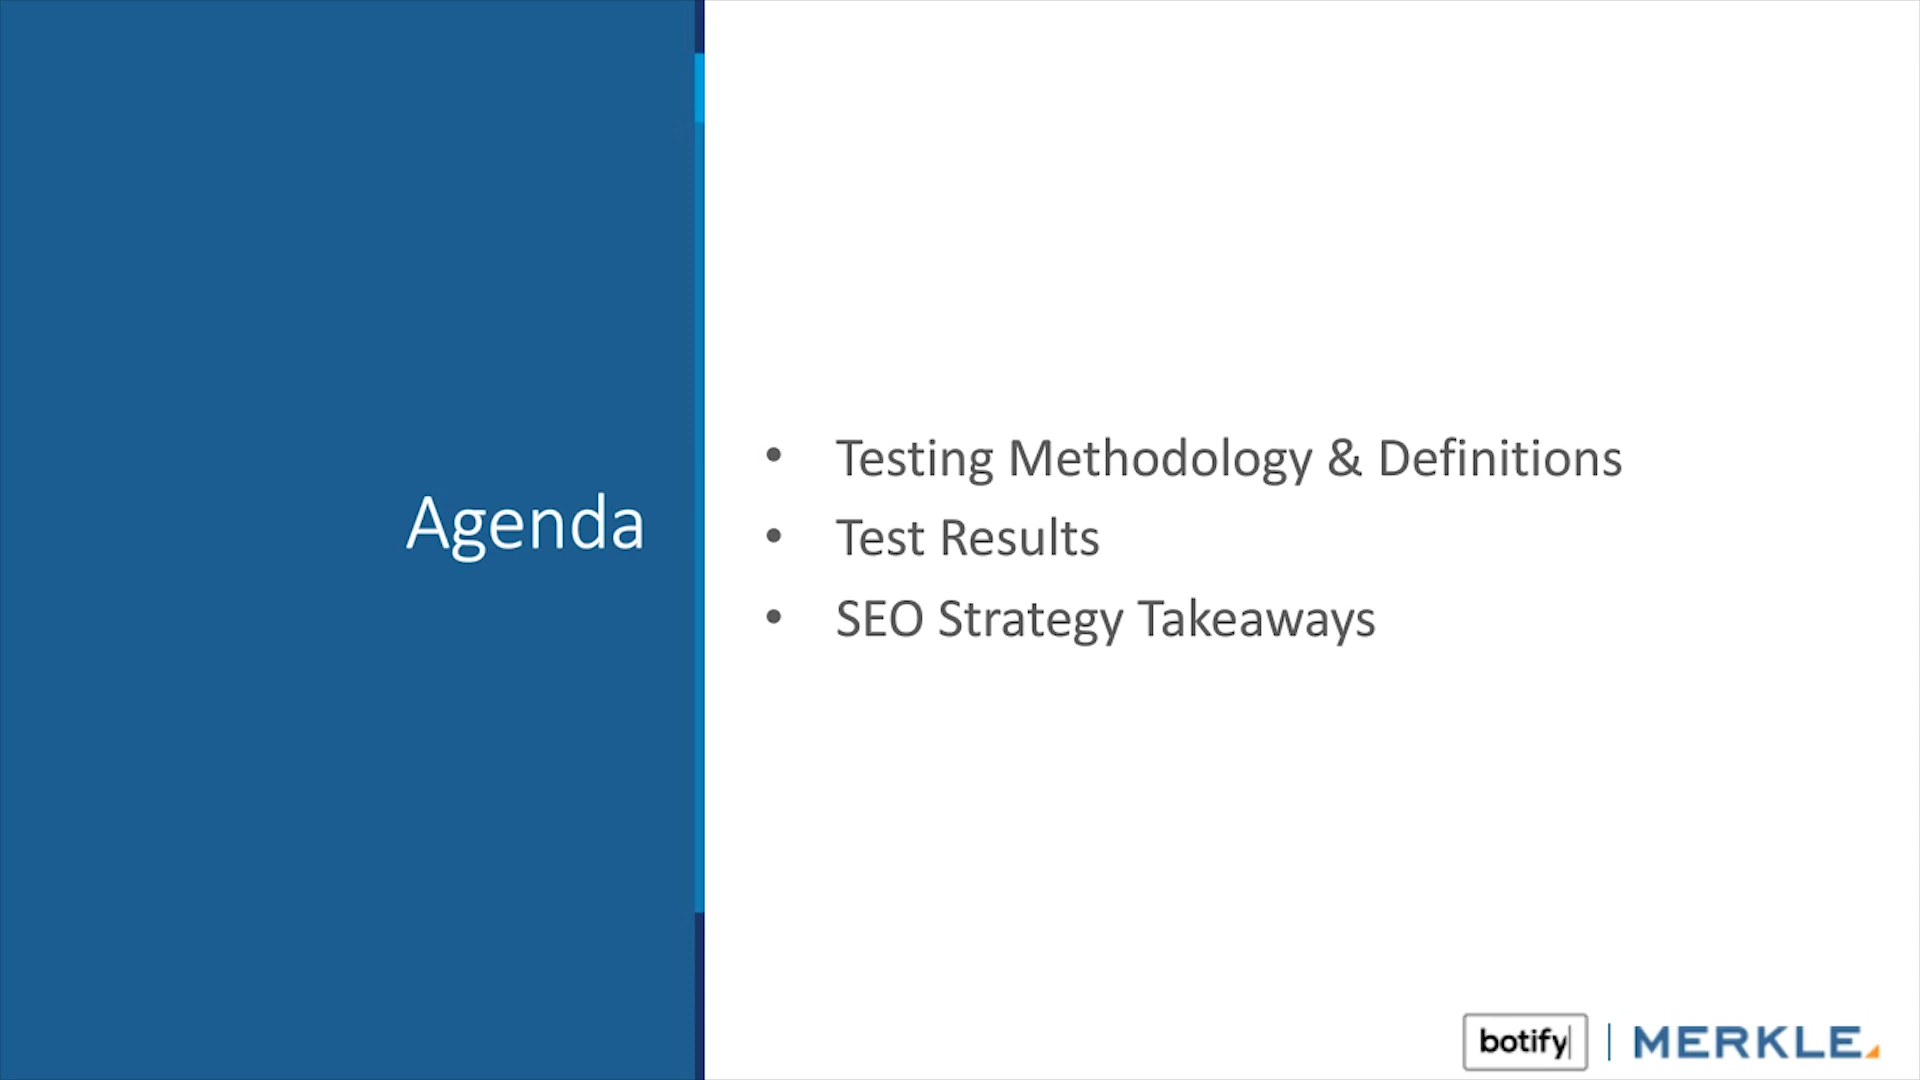 Agenda
• Testing Methodology & Definitions
• Test Results
• SEO Strategy Takeaways
botify | MERKLE